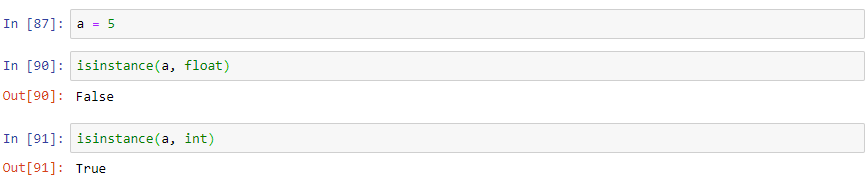 In [87]: a = 5
In [90]: isinstance(a, float)
Out[90]: False
In [91]: isinstance(a, int)
Out[91]: True